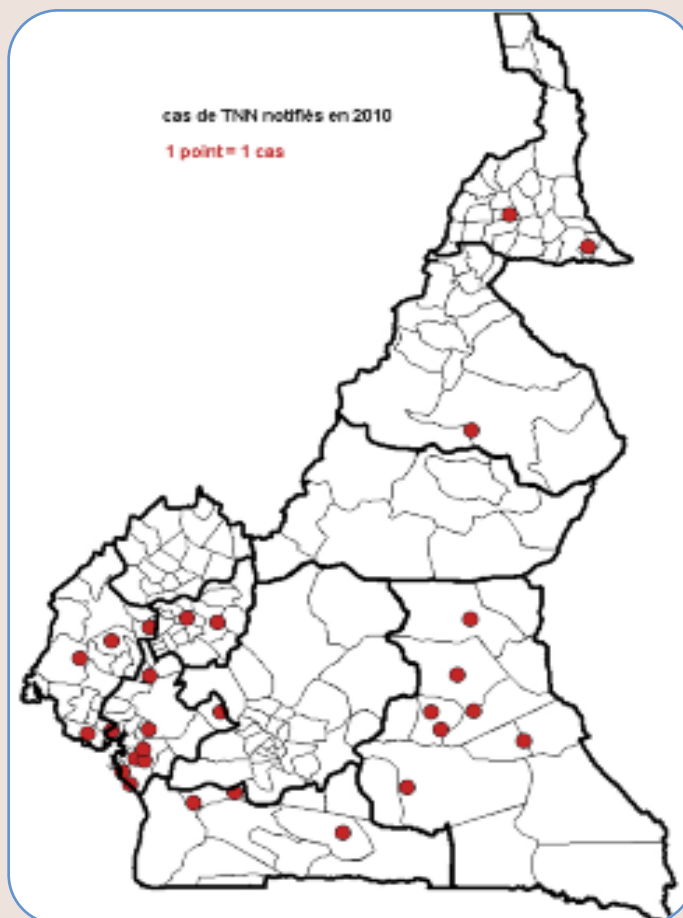 cas de TNN notifiés en 2010
1 point = 1 cas